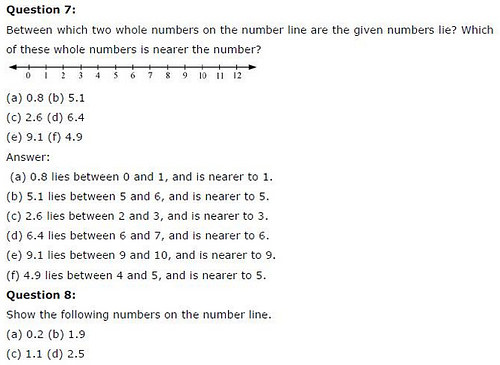 Question 7:
Between which two whole numbers on the number line are the given numbers lie? Which
of these whole numbers is nearer the number?
0 1 2 3 4 5 6 7 8 9 10 11 12
(a) 0.8 (b) 5.1
(c) 2.6 (d) 6.4
(e) 9.1 (f) 4.9
Answer:
(a) 0.8 lies between 0 and 1, and is nearer to 1.
(b) 5.1 lies between 5 and 6, and is nearer to 5.
(c) 2.6 lies between 2 and 3, and is nearer to 3.
(d) 6.4 lies between 6 and 7, and is nearer to 6.
(e) 9.1 lies between 9 and 10, and is nearer to 9.
(f) 4.9 lies between 4 and 5, and is nearer to 5.
Question 8:
Show the following numbers on the number line.
(a) 0.2 (b) 1.9
(c) 1.1 (d) 2.5